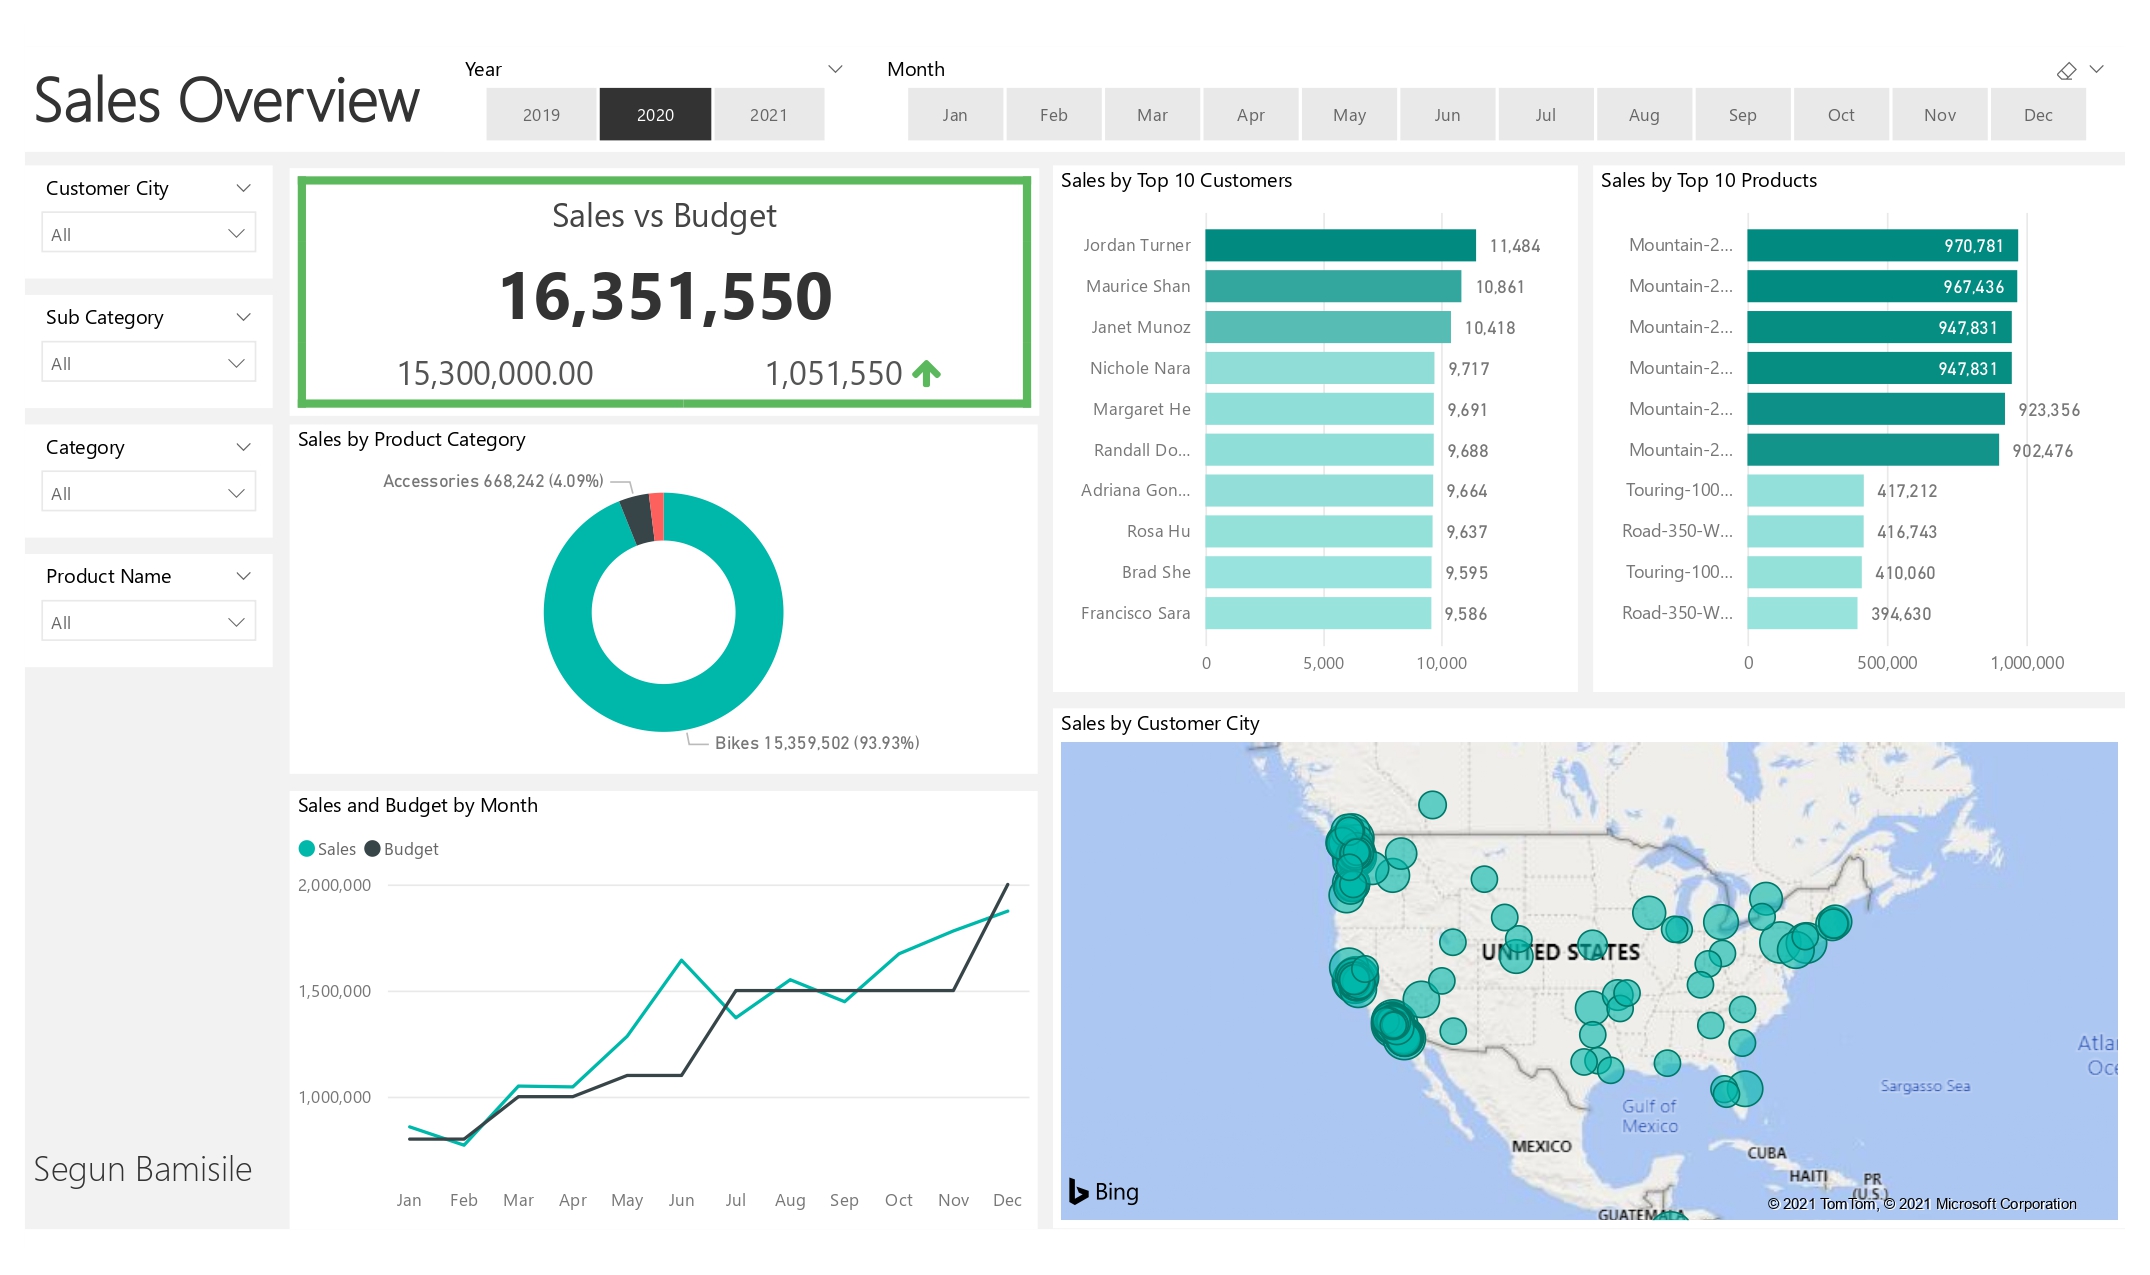 Sales Overview
Year
2019
2020
2021
Month
Jan
Feb
Mar
Apr
May
Jun
Jul
Aug
Sep
Oct
Nov
Dec
Customer City
All
Sub Category
All
Category
All
Product Name
All
Segun Bamisile
Sales vs Budget
16,351,550
15,300,000.00
1,051,550
Sales by Product Category
Accessories 668,242 (4.09%)
Bikes 15,359,502 (93.93%)
Sales and Budget by Month
Sales
Budget
2,000,000
1,500,000
1,000,000
Jan
Feb
Mar
Apr
May
Jun
Jul
Aug
Sep
Oct
Nov
Dec
Sales by Top 10 Customers
Jordan Turner 11,484
Maurice Shan 10,861
Janet Munoz 10,418
Nichole Nara 9,717
Margaret He 9,691
Randall Do... 9,688
Adriana Gon... 9,664
Rosa Hu 9,637
Brad She 9,595
Francisco Sara 9,586
0
5,000
10,000
Sales by Top 10 Products
Mountain-2... 970,781
Mountain-2... 967,436
Mountain-2... 947,831
Mountain-2... 947,831
Mountain-2... 923,356
Mountain-2... 902,476
Touring-100... 417,212
Road-350-W... 416,743
Touring-100... 410,060
Road-350-W... 394,630
0
500,000
1,000,000
Sales by Customer City
UNITED STATES
Atla
Oce
Sargasso Sea
Gulf of
Mexico
MEXICO
CUBA
HAITI
PR
(U.S.)
GUATEMALA
Bing
© 2021 TomTom, © 2021 Microsoft Corporation